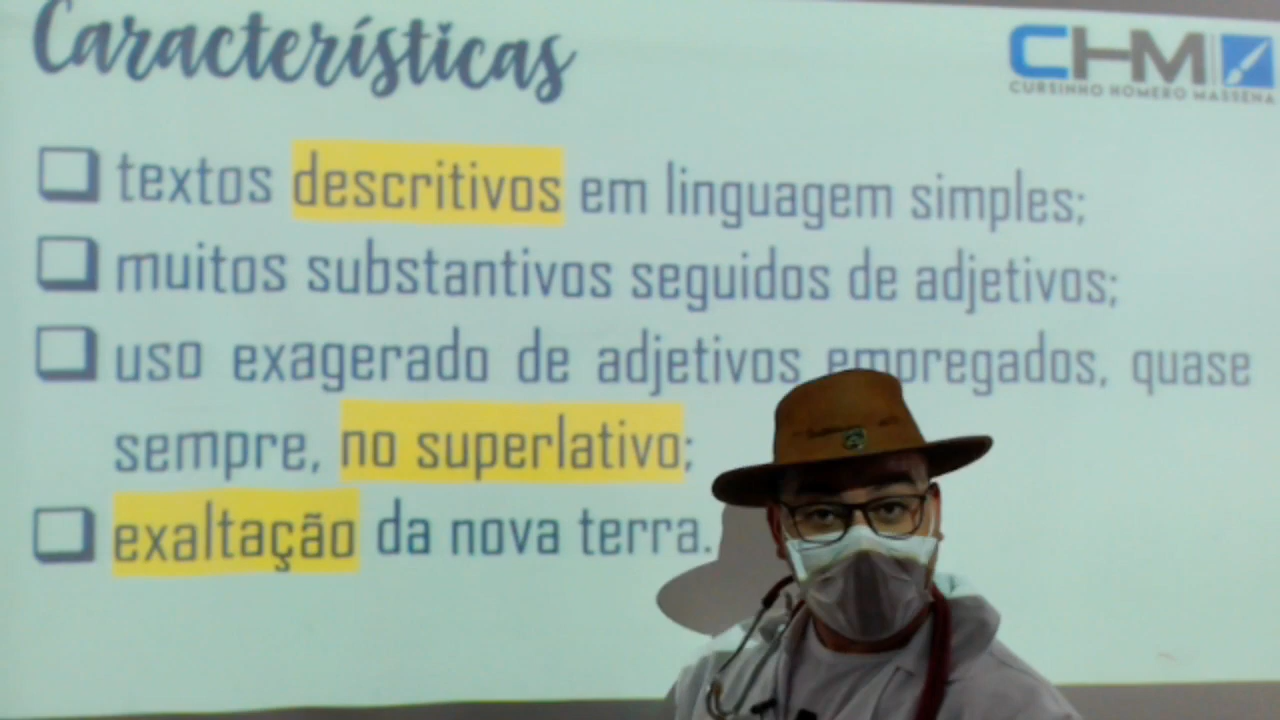 Características
CHM
CURSINHO HOMERO MASSENA
textos descritivos em linguagem simples;
muitos substantivos seguidos de adjetivos;
uso exagerado de adjetivos empregados, quase
sempre, no superlativo;
exaltação da nova terra.